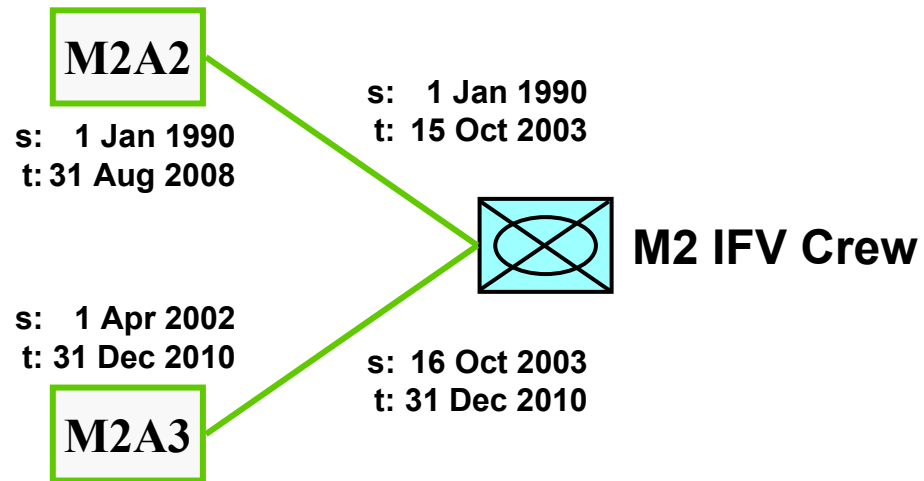 M2A2
s: 1 Jan 1990
t: 31 Aug 2008
s: 1 Jan 1990
t: 15 Oct 2003
M2 IFV Crew
s: 1 Apr 2002
t: 31 Dec 2010
s: 16 Oct 2003
t: 31 Dec 2010
M2A3